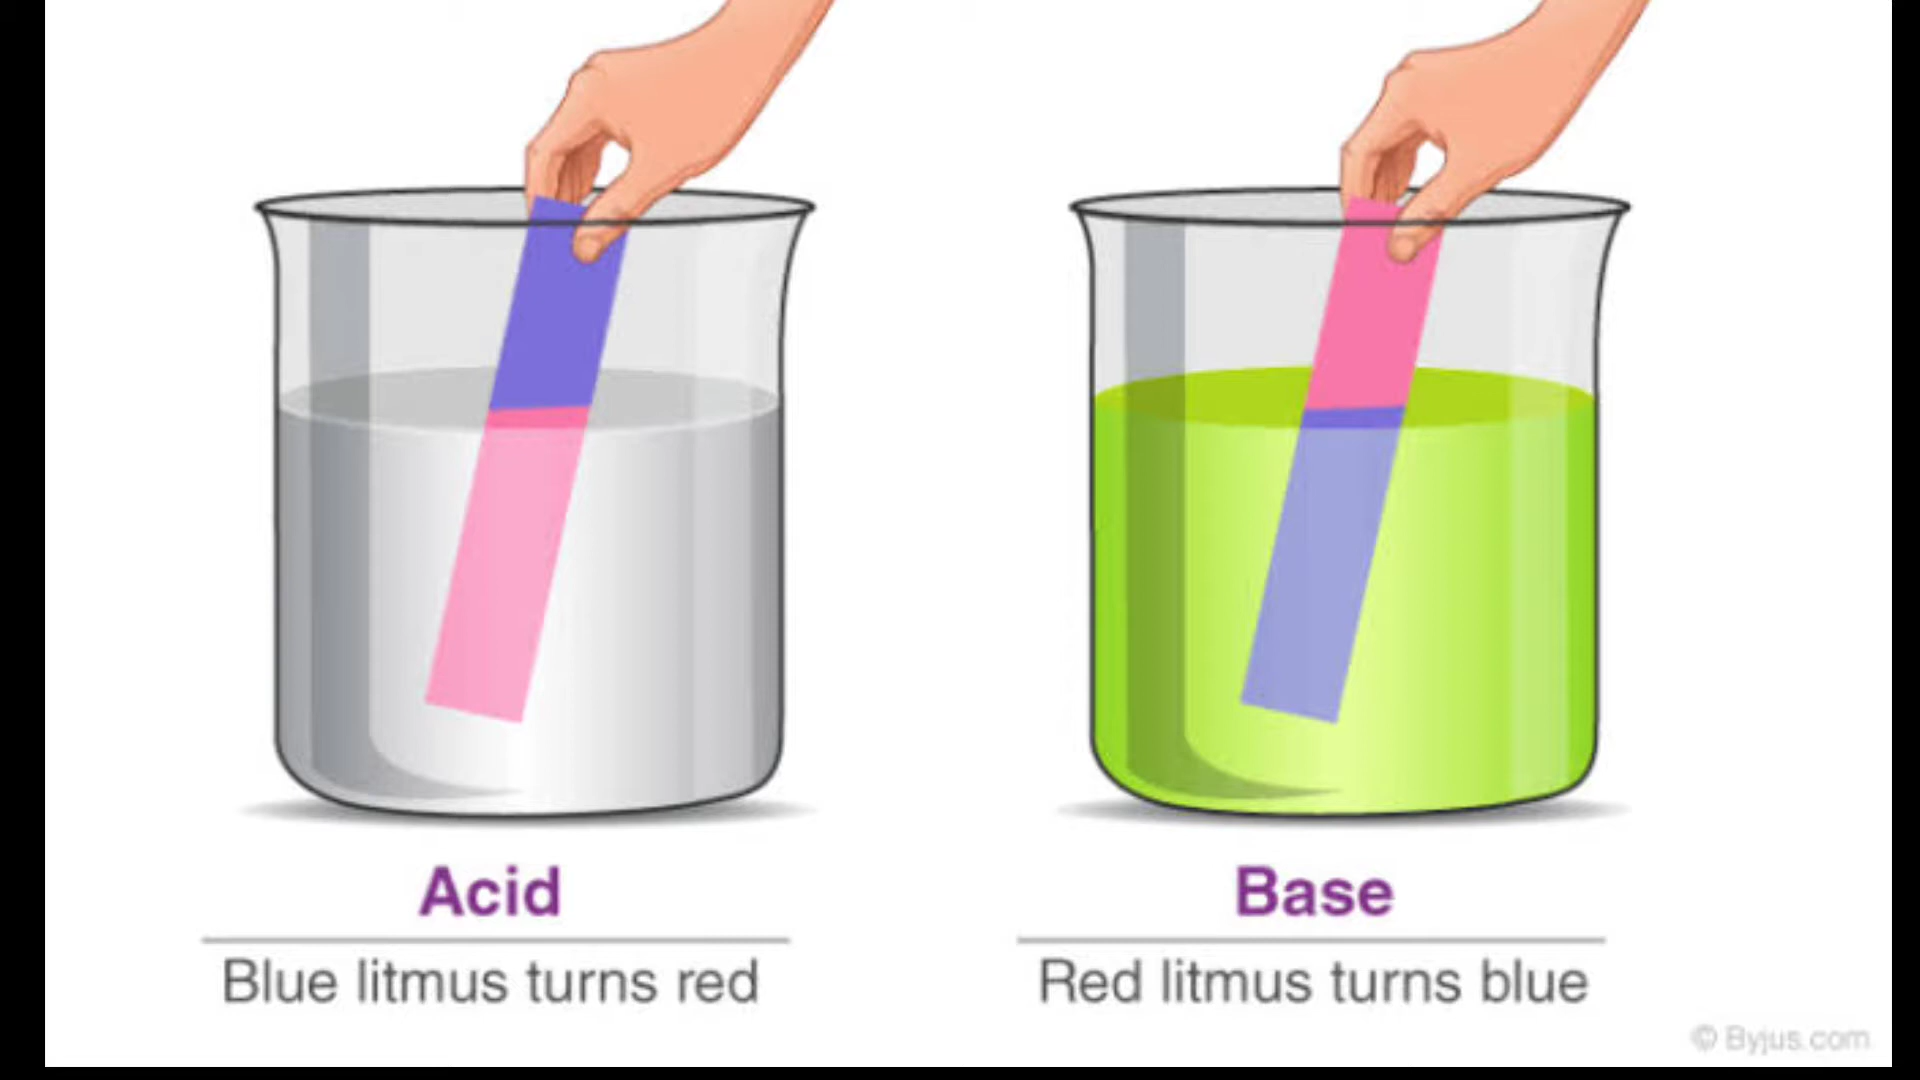 Acid
Blue litmus turns red
Base
Red litmus turns blue
© Byjus.com